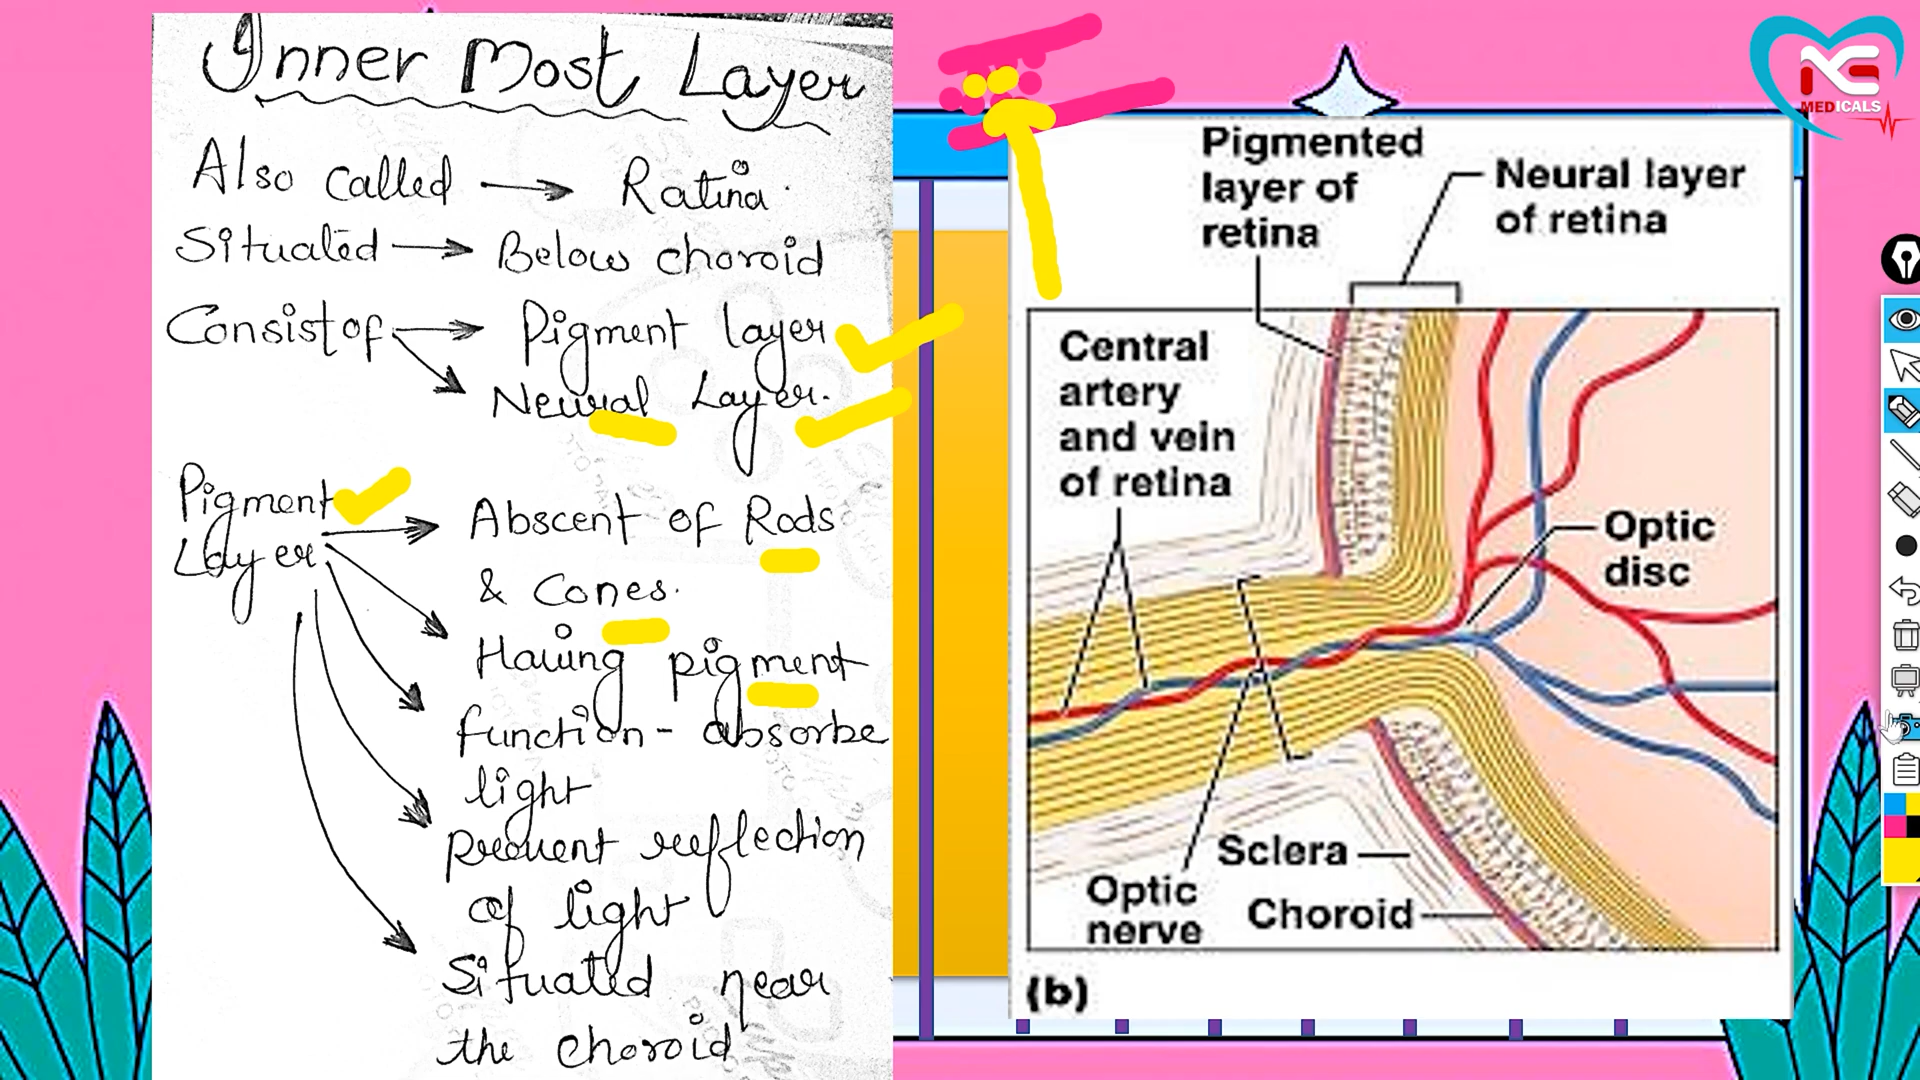 Inner Most Layer
Also called → Ratina
Situated → Below choroid
Consist of → Pigment layer
Neural Layer.
Pigment Layer → Abscent of Rods
& Cones.
Having pigment
function - absorbe
light
prevent reflection
of light
Situated near
the choroid
NS
MEDICALS
Pigmented
layer of
retina
Neural layer
of retina
Central
artery
and vein
of retina
Optic
disc
Sclera
Optic
nerve
Choroid
(b)